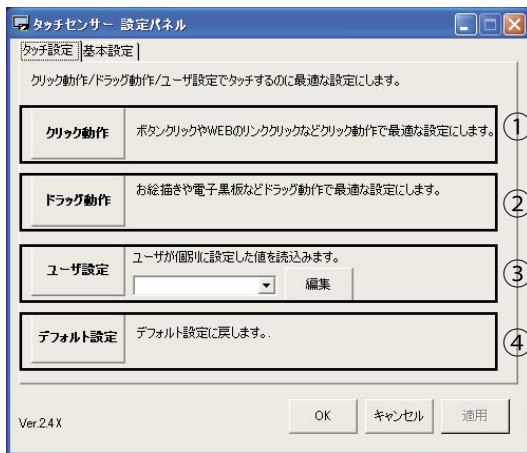 タッチセンサー 設定パネル
タッチ設定 基本設定
クリック動作/ドラッグ動作/ユーザ設定でタッチするのに最適な設定にします。
クリック動作 ボタンクリックやWEBのリンククリックなどクリック動作で最適な設定にします。 ①
ドラッグ動作 お絵描きや電子黒板などドラッグ動作で最適な設定にします。 ②
ユーザ設定 ユーザが個別に設定した値を読込みます。 ③
編集
デフォルト設定 デフォルト設定に戻します。. ④
Ver.2.4X OK キャンセル 適用